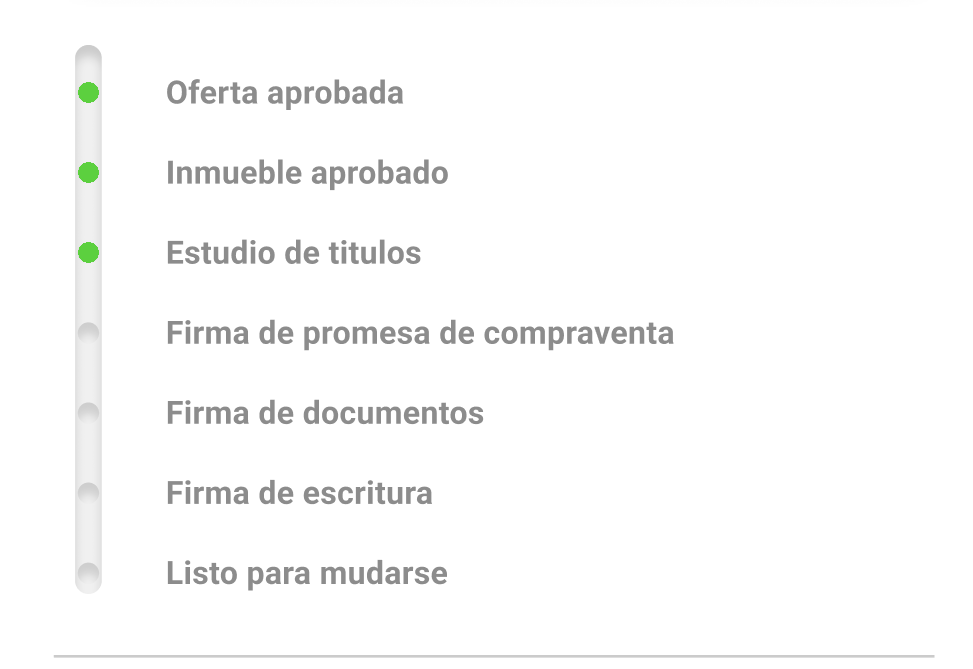 Oferta aprobada
Inmueble aprobado
Estudio de titulos
Firma de promesa de compraventa
Firma de documentos
Firma de escritura
Listo para mudarse